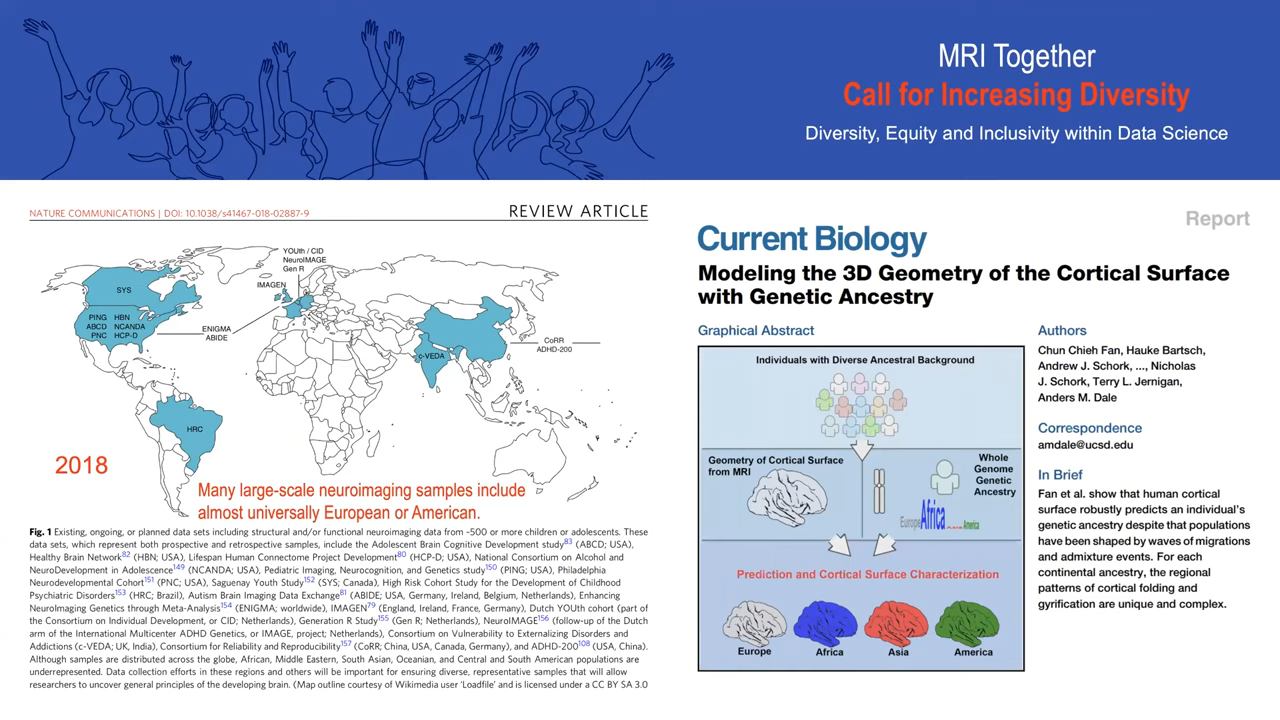 MRI Together
Call for Increasing Diversity
Diversity, Equity and Inclusivity within Data Science
NATURE COMMUNICATIONS | DOI: 10.1038/s41467-018-02887-9
REVIEW ARTICLE
YOUth / CID
NeuroIMAGE
Gen R
IMAGEN
SYS
PING HBN
ABCD NCANDA
PNC HCP-D
ENIGMA
ABIDE
c-VEDA
CoRR
ADHD-200
HRC
2018
Many large-scale neuroimaging samples include
almost universally European or American.
Fig. 1 Existing, ongoing, or planned data sets including structural and/or functional neuroimaging data from ~500 or more children or adolescents. These
data sets, which represent both prospective and retrospective samples, include the Adolescent Brain Cognitive Development study83 (ABCD; USA),
Healthy Brain Network82 (HBN; USA), Lifespan Human Connectome Project Development80 (HCP-D; USA), National Consortium on Alcohol and
NeuroDevelopment in Adolescence149 (NCANDA; USA), Pediatric Imaging, Neurocognition, and Genetics study150 (PING; USA), Philadelphia
Neurodevelopmental Cohort151 (PNC; USA), Saguenay Youth Study152 (SYS; Canada), High Risk Cohort Study for the Development of Childhood
Psychiatric Disorders153 (HRC; Brazil), Autism Brain Imaging Data Exchange81 (ABIDE; USA, Germany, Ireland, Belgium, Netherlands), Enhancing
NeuroImaging Genetics through Meta-Analysis154 (ENIGMA; worldwide), IMAGEN79 (England, Ireland, France, Germany), Dutch YOUth cohort (part of
the Consortium on Individual Development, or CID; Netherlands), Generation R Study155 (Gen R; Netherlands), NeuroIMAGE156 (follow-up of the Dutch
arm of the International Multicenter ADHD Genetics, or IMAGE, project; Netherlands), Consortium on Vulnerability to Externalizing Disorders and
Addictions (c-VEDA; UK, India), Consortium for Reliability and Reproducibility157 (CoRR; China, USA, Canada, Germany), and ADHD-200108 (USA, China).
Although samples are distributed across the globe, African, Middle Eastern, South Asian, Oceanian, and Central and South American populations are
underrepresented. Data collection efforts in these regions and others will be important for ensuring diverse, representative samples that will allow
researchers to uncover general principles of the developing brain. (Map outline courtesy of Wikimedia user ‘Loadfile’ and is licensed under a CC BY SA 3.0
Report
Current Biology
Modeling the 3D Geometry of the Cortical Surface
with Genetic Ancestry
Graphical Abstract
Individuals with Diverse Ancestral Background
Geometry of Cortical Surface
from MRI
Whole
Genome
Genetic
Ancestry
Europe Africa America
Prediction and Cortical Surface Characterization
Europe Africa Asia America
Authors
Chun Chieh Fan, Hauke Bartsch,
Andrew J. Schork, ..., Nicholas
J. Schork, Terry L. Jernigan,
Anders M. Dale
Correspondence
amdale@ucsd.edu
In Brief
Fan et al. show that human cortical
surface robustly predicts an individual’s
genetic ancestry despite that populations
have been shaped by waves of migrations
and admixture events. For each
continental ancestry, the regional
patterns of cortical folding and
gyrification are unique and complex.